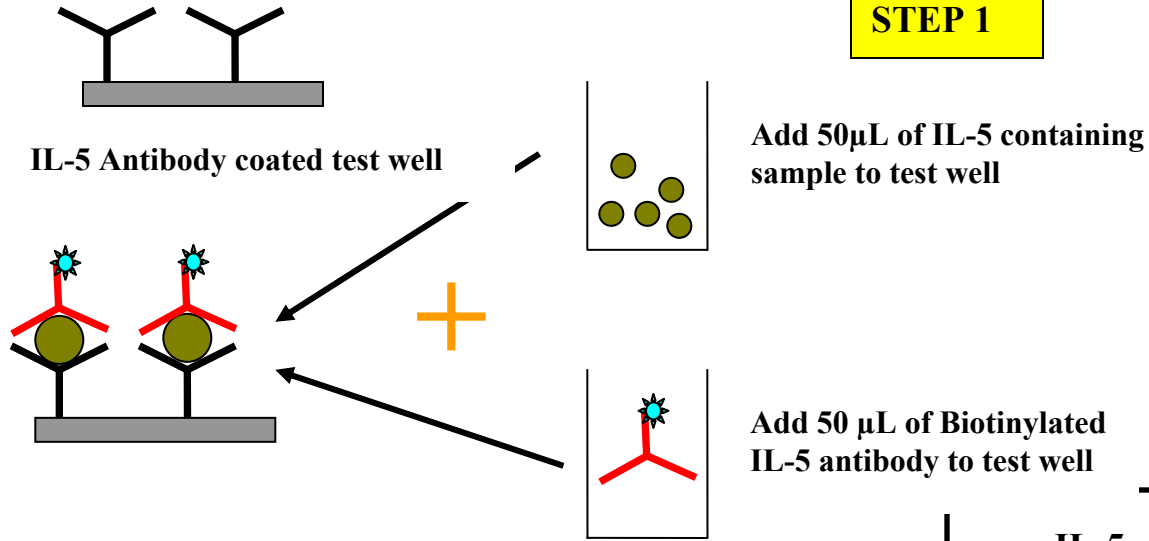 STEP 1
IL-5 Antibody coated test well
Add 50µL of IL-5 containing
sample to test well
Add 50 µL of Biotinylated
IL-5 antibody to test well